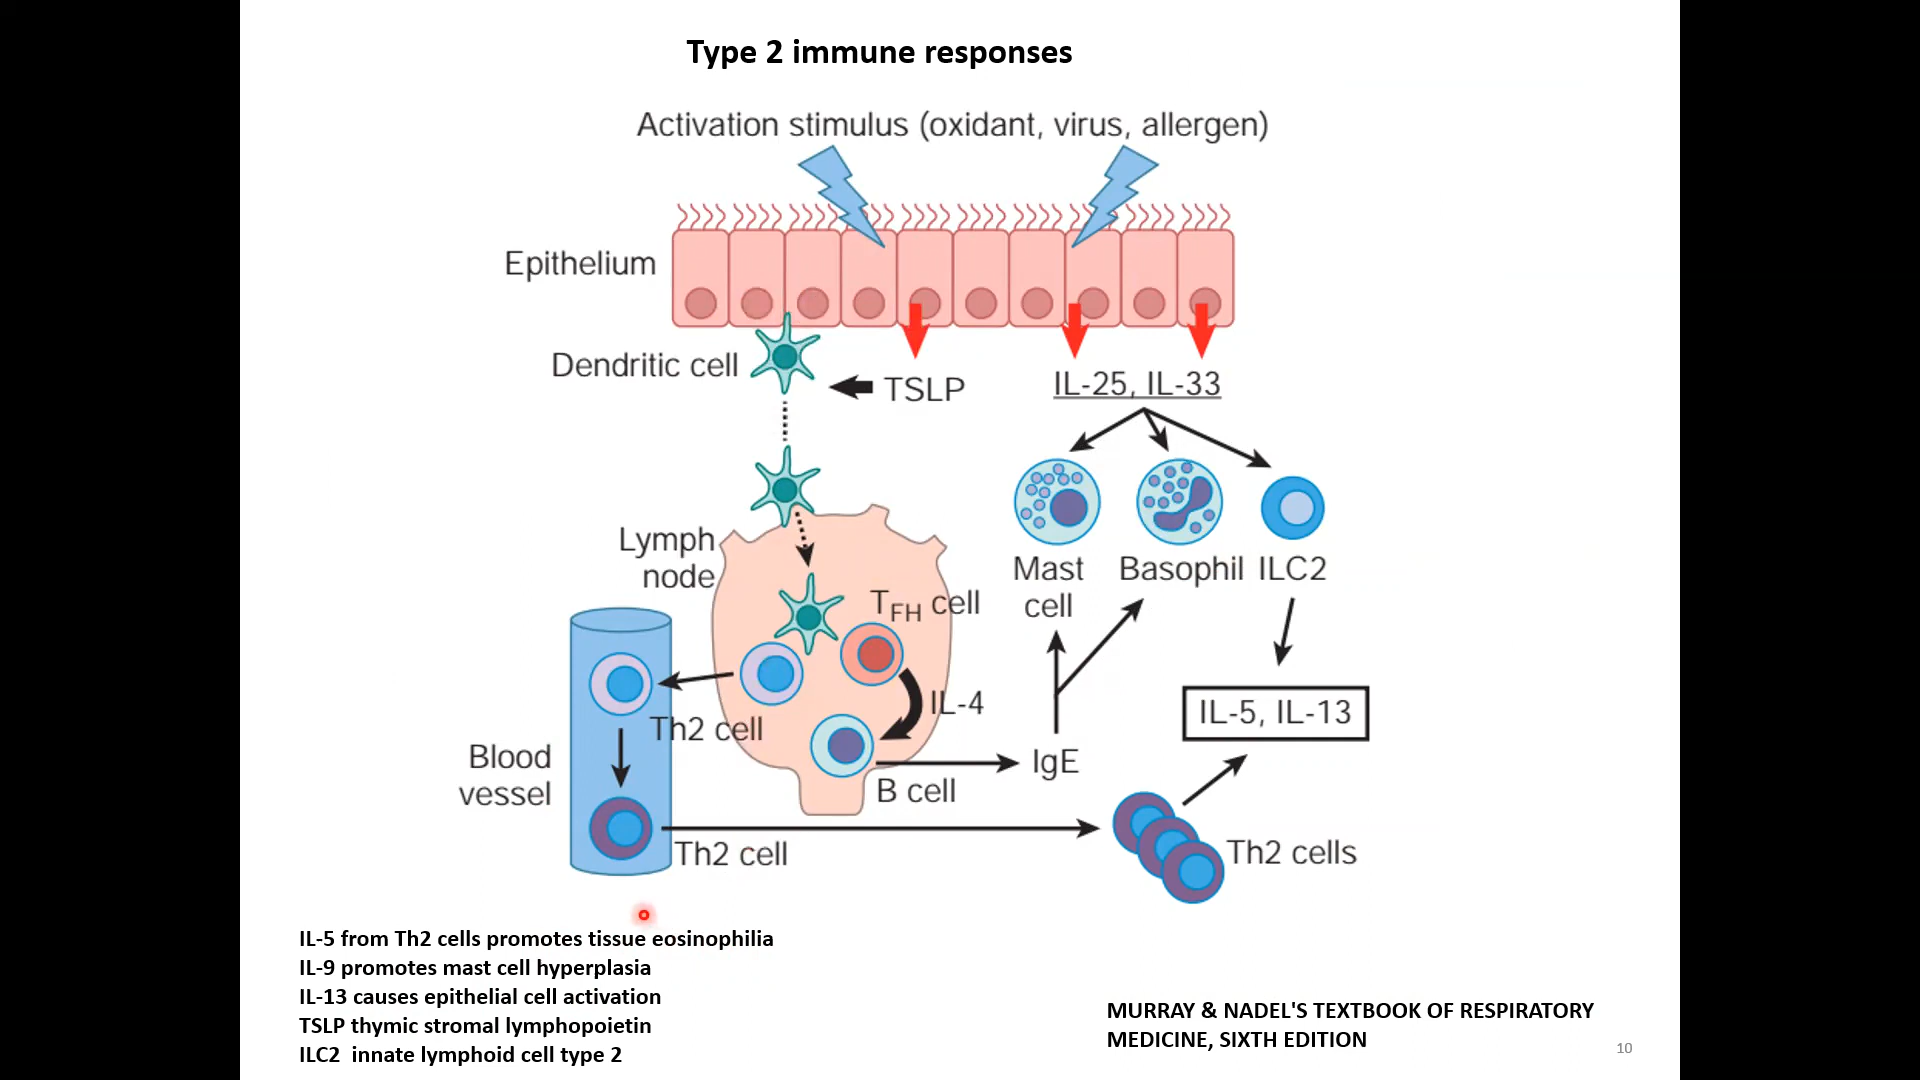 Type 2 immune responses
Activation stimulus (oxidant, virus, allergen)
Epithelium
Dendritic cell
TSLP
IL-25, IL-33
Lymph
node
Mast
cell
Basophil
ILC2
TFH cell
IL-4
Th2 cell
IL-5, IL-13
Blood
vessel
B cell
IgE
Th2 cell
Th2 cells
IL-5 from Th2 cells promotes tissue eosinophilia
IL-9 promotes mast cell hyperplasia
IL-13 causes epithelial cell activation
TSLP thymic stromal lymphopoietin
ILC2 innate lymphoid cell type 2
MURRAY & NADEL'S TEXTBOOK OF RESPIRATORY
MEDICINE, SIXTH EDITION
10